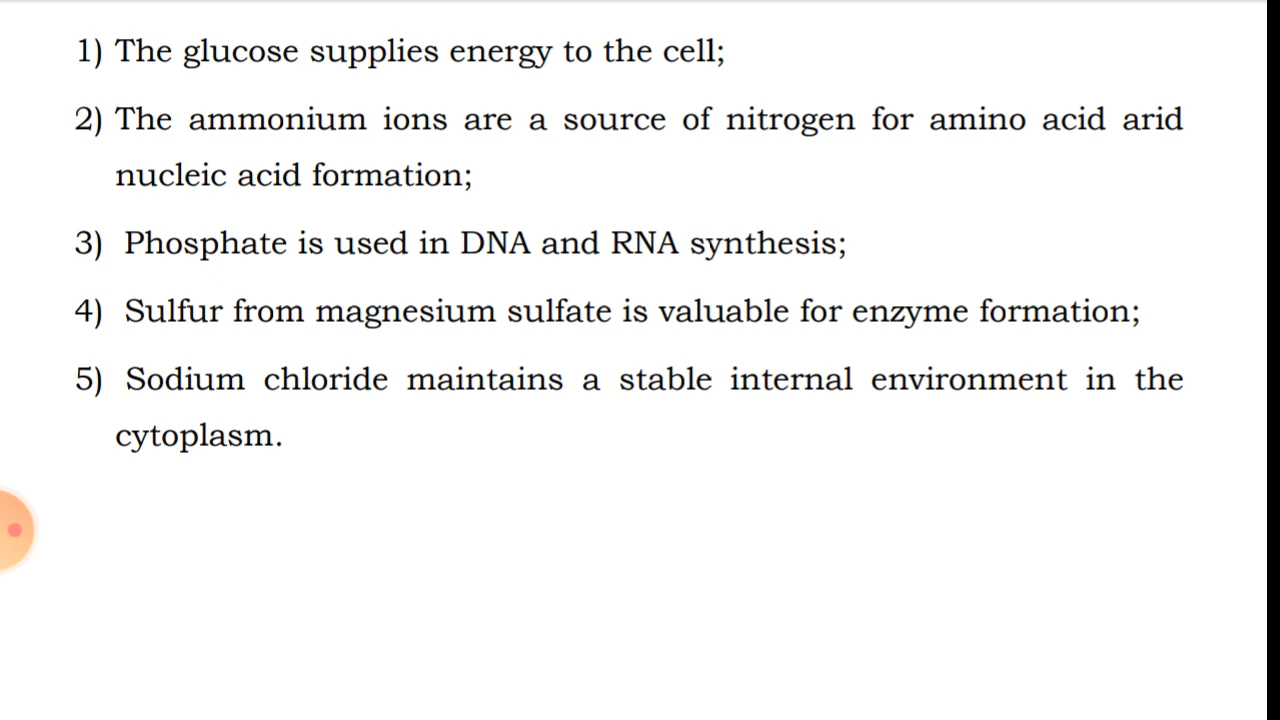 1) The glucose supplies energy to the cell;
2) The ammonium ions are a source of nitrogen for amino acid arid
nucleic acid formation;
3) Phosphate is used in DNA and RNA synthesis;
4) Sulfur from magnesium sulfate is valuable for enzyme formation;
5) Sodium chloride maintains a stable internal environment in the
cytoplasm.